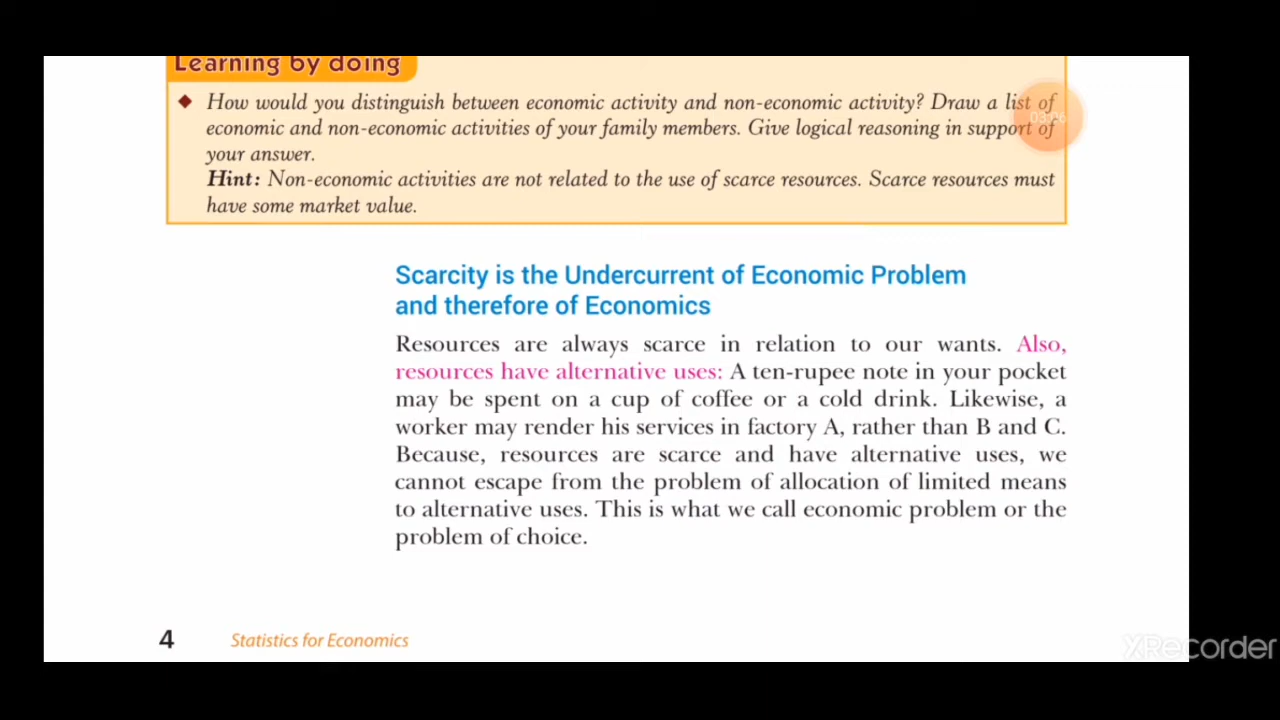 Learning by doing
◆ How would you distinguish between economic activity and non-economic activity? Draw a list of
economic and non-economic activities of your family members. Give logical reasoning in support of
your answer.
Hint: Non-economic activities are not related to the use of scarce resources. Scarce resources must
have some market value.
03:26
Scarcity is the Undercurrent of Economic Problem
and therefore of Economics
Resources are always scarce in relation to our wants. Also,
resources have alternative uses: A ten-rupee note in your pocket
may be spent on a cup of coffee or a cold drink. Likewise, a
worker may render his services in factory A, rather than B and C.
Because, resources are scarce and have alternative uses, we
cannot escape from the problem of allocation of limited means
to alternative uses. This is what we call economic problem or the
problem of choice.
4 Statistics for Economics
XRecorder